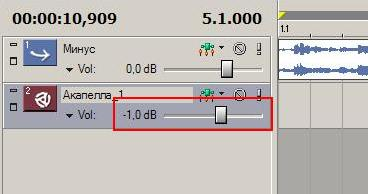 00:00:10,909 5.1.000
1.1
1 Минус
Vol: 0,0 dB
2 Акапелла_1
Vol: -1,0 dB